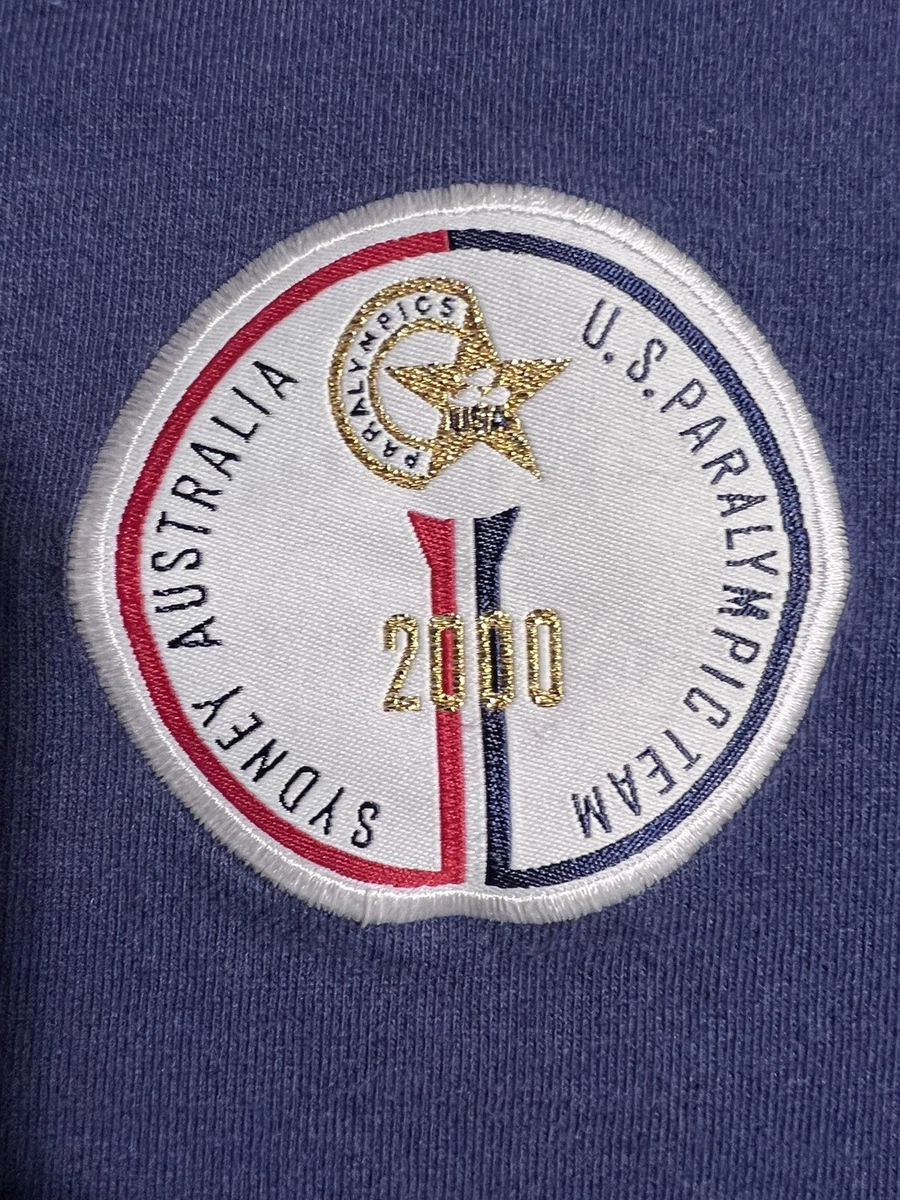 SYDNEY AUSTRALIA
U.S. PARALYMPIC TEAM
PARALYMPICS
USA
2000